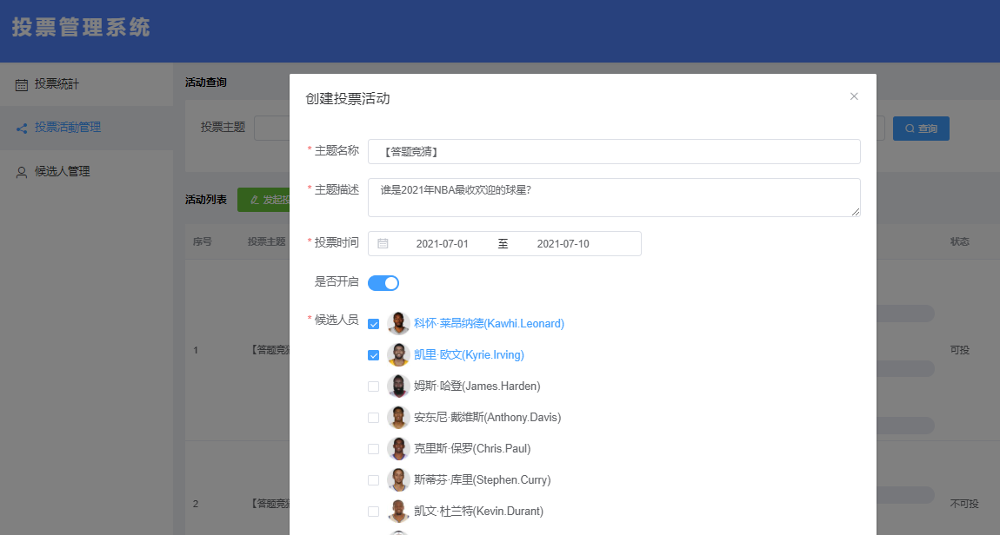 投票管理系统
投票統計
投票活動管理
候选人管理
活动查询
投票主题
查询
活动列表
发起投
序号
投票主题
状态
1
【答题竞猜
可投
2
【答题竞猜
不可投
创建投票活动
* 主题名称
【答题竞猜】
* 主题描述
谁是2021年NBA最收欢迎的球星?
* 投票时间
2021-07-01 至 2021-07-10
是否开启
* 候选人员
科怀·莱昂纳德(Kawhi.Leonard)
凯里·欧文(Kyrie.Irving)
姆斯·哈登(James.Harden)
安东尼·戴维斯(Anthony.Davis)
克里斯·保罗(Chris.Paul)
斯蒂芬·库里(Stephen.Curry)
凯文·杜兰特(Kevin.Durant)